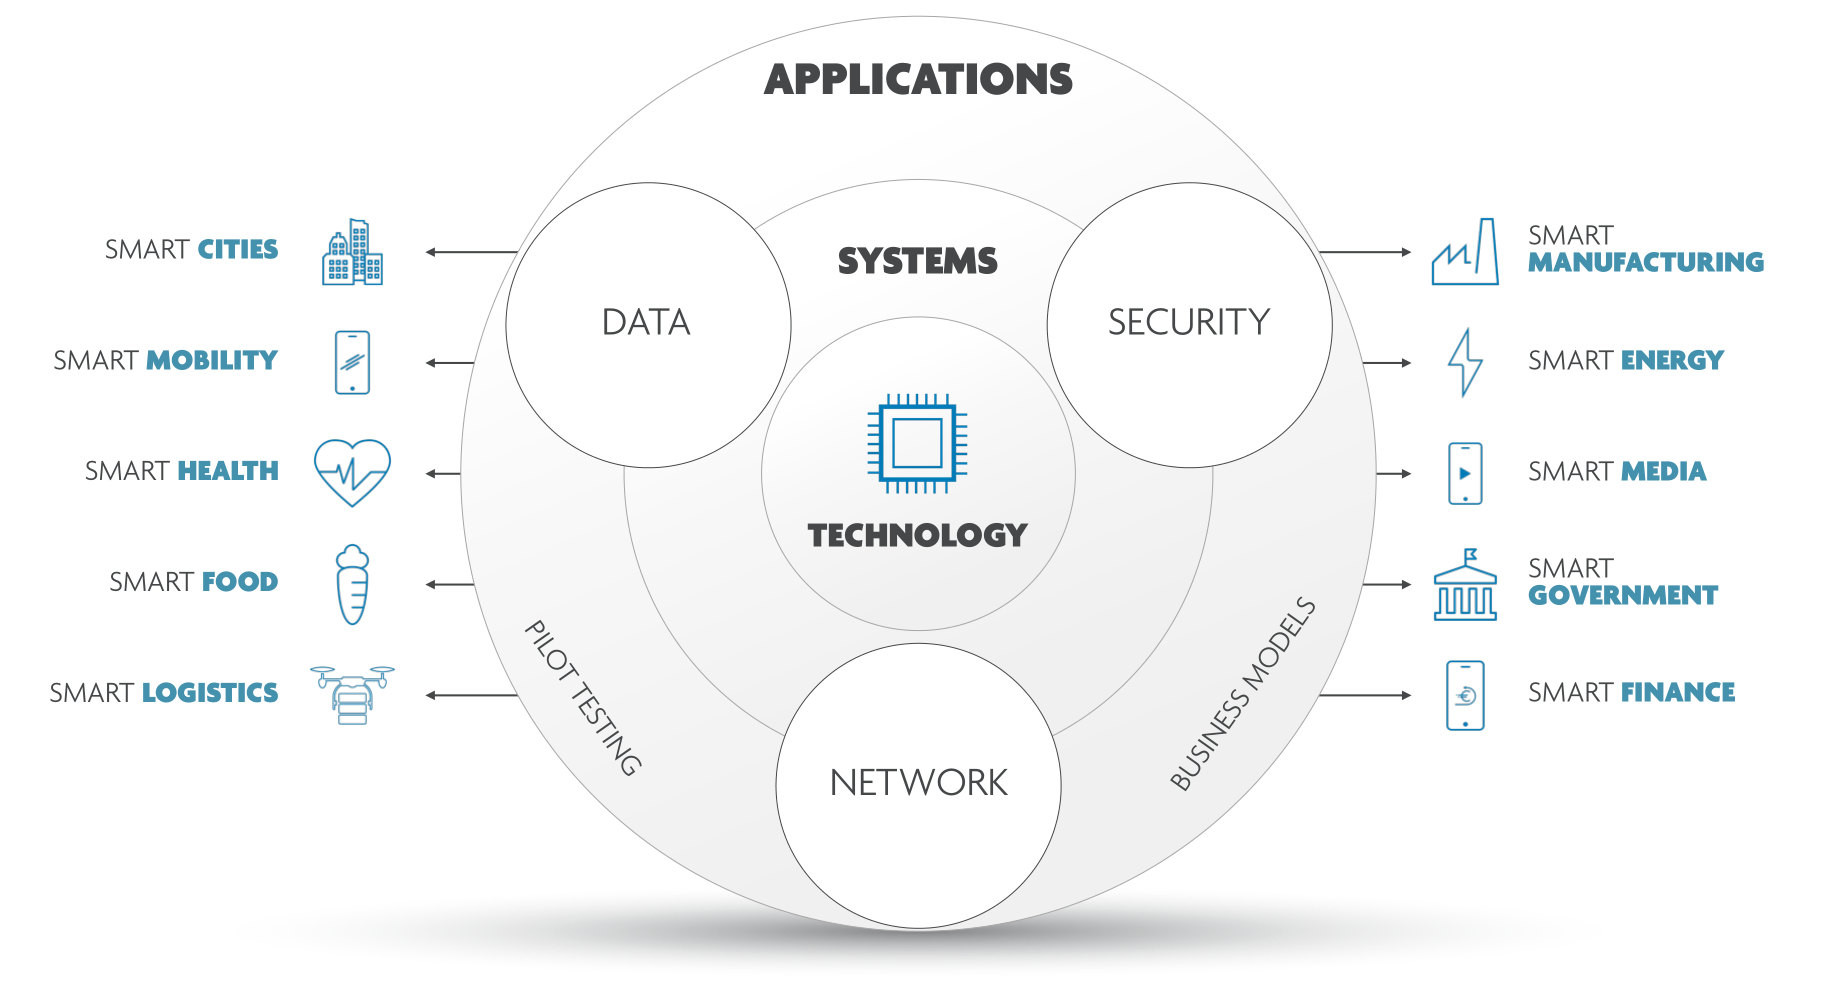 APPLICATIONS
SYSTEMS
DATA
SECURITY
TECHNOLOGY
NETWORK
PILOT TESTING
BUSINESS MODELS
SMART CITIES
SMART MOBILITY
SMART HEALTH
SMART FOOD
SMART LOGISTICS
SMART
MANUFACTURING
SMART ENERGY
SMART MEDIA
SMART
GOVERNMENT
SMART FINANCE